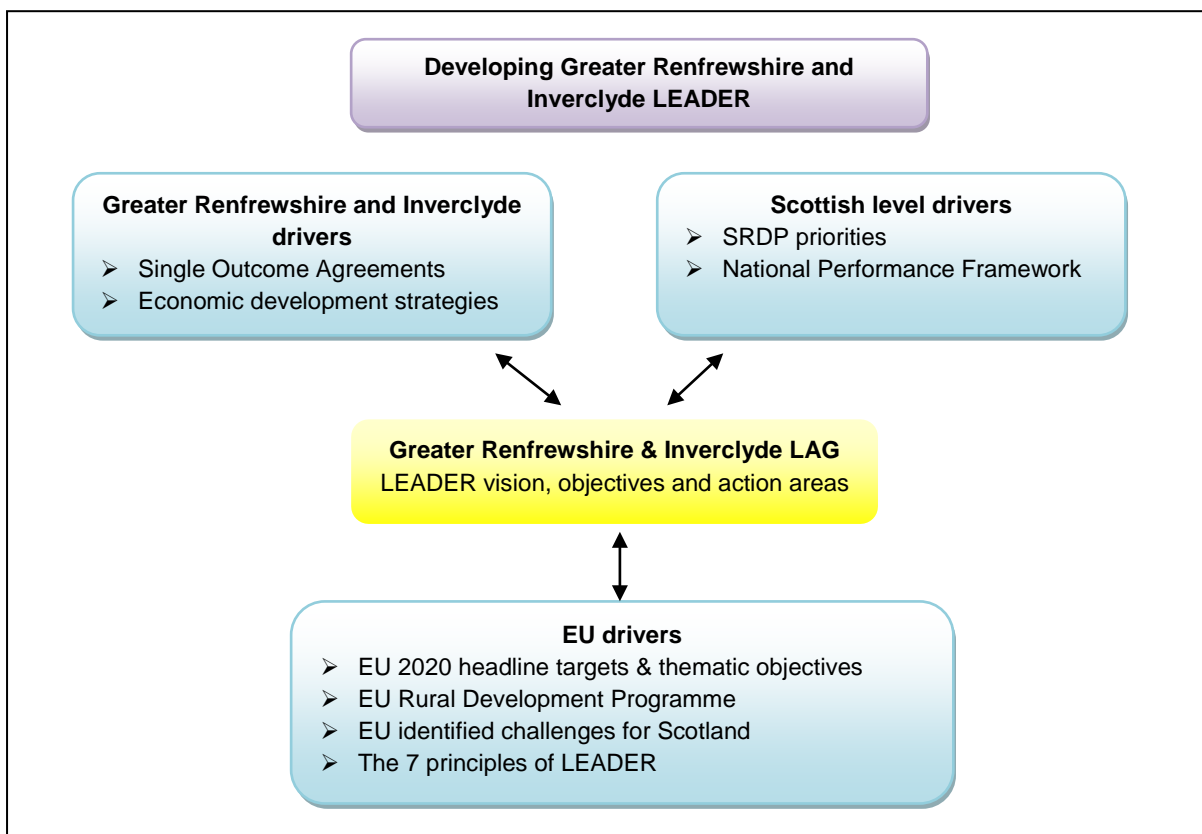 Developing Greater Renfrewshire and
Inverclyde LEADER
Greater Renfrewshire and Inverclyde
drivers
➢ Single Outcome Agreements
➢ Economic development strategies
Scottish level drivers
➢ SRDP priorities
➢ National Performance Framework
Greater Renfrewshire & Inverclyde LAG
LEADER vision, objectives and action areas
EU drivers
➢ EU 2020 headline targets & thematic objectives
➢ EU Rural Development Programme
➢ EU identified challenges for Scotland
➢ The 7 principles of LEADER